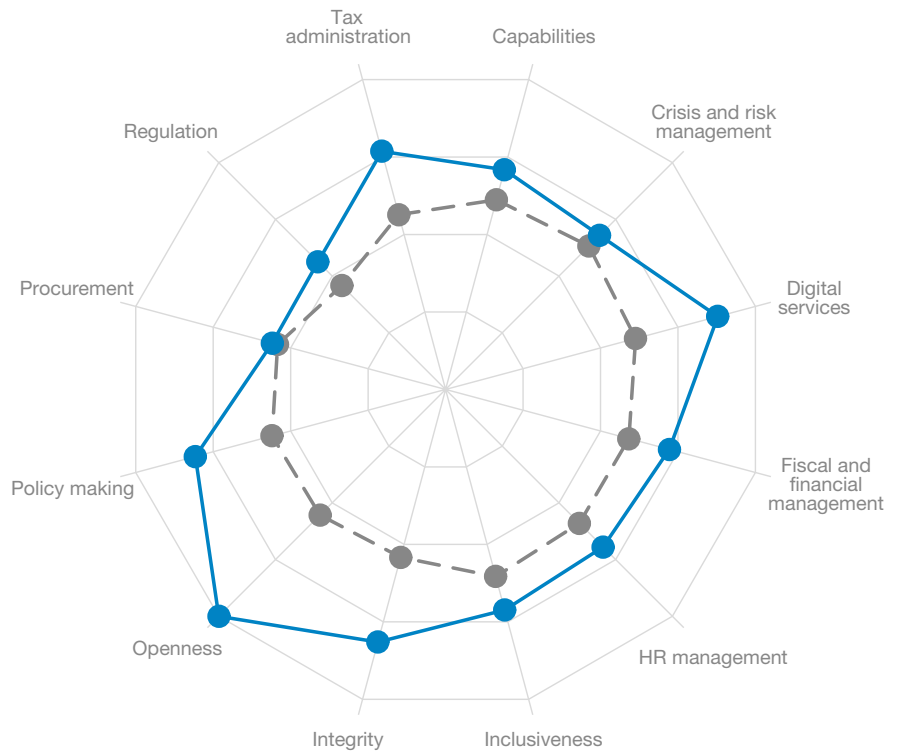 Tax
administration
Capabilities
Crisis and risk
management
Regulation
Procurement
Digital
services
Policy making
Fiscal and
financial
management
Openness
HR management
Integrity
Inclusiveness